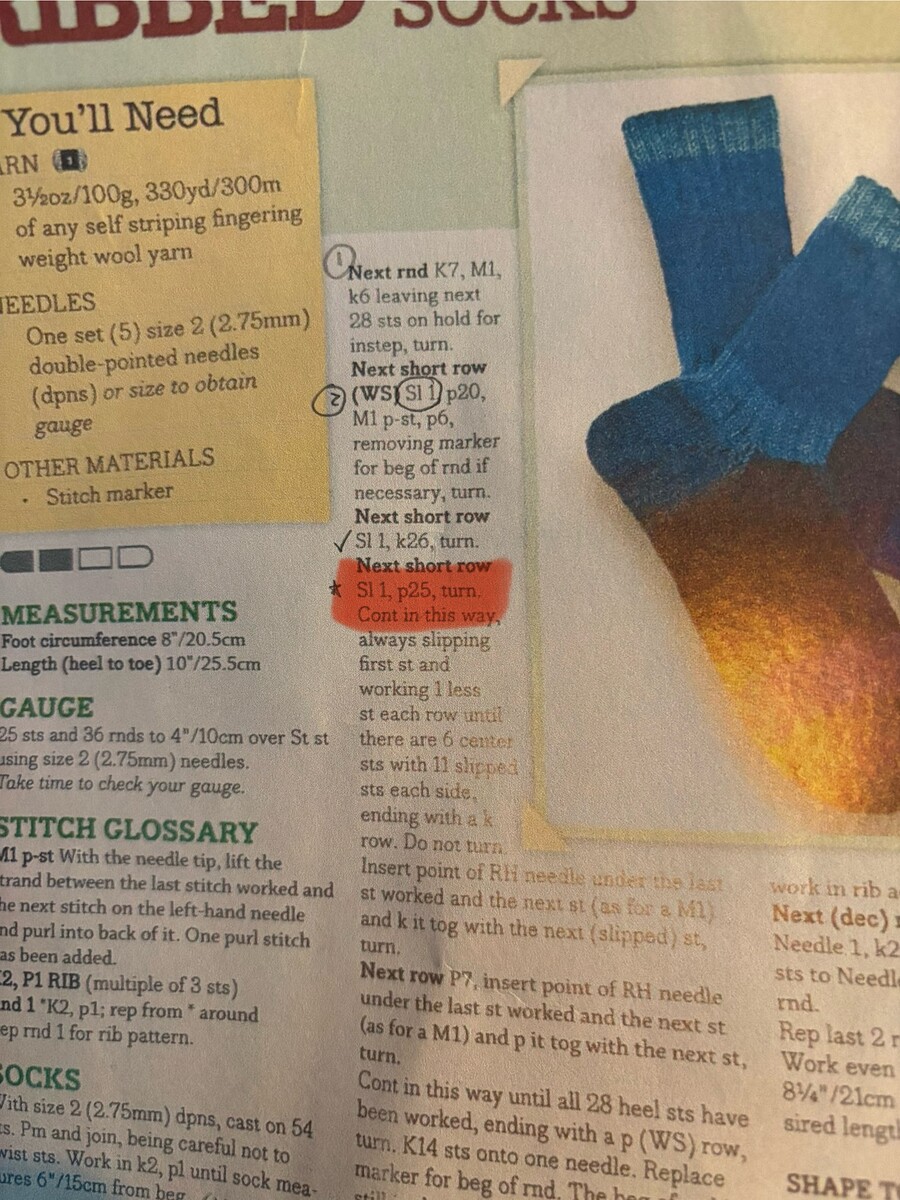 RIBBED SOCKS
You'll Need
ARN 1
3½oz/100g, 330yd/300m
of any self striping fingering
weight wool yarn
NEEDLES
One set (5) size 2 (2.75mm)
double-pointed needles
(dpns) or size to obtain
gauge
OTHER MATERIALS
• Stitch marker
MEASUREMENTS
Foot circumference 8"/20.5cm
Length (heel to toe) 10"/25.5cm
GAUGE
25 sts and 36 rnds to 4"/10cm over St st
using size 2 (2.75mm) needles.
Take time to check your gauge.
STITCH GLOSSARY
M1 p-st With the needle tip, lift the
strand between the last stitch worked and
the next stitch on the left-hand needle
and purl into back of it. One purl stitch
has been added.
K2, P1 RIB (multiple of 3 sts)
Rnd 1 *K2, p1; rep from * around
Rep rnd 1 for rib pattern.
SOCKS
With size 2 (2.75mm) dpns, cast on 54
sts. Pm and join, being careful not to
twist sts. Work in k2, p1 until sock mea-
sures 6"/15cm from beg.
1
Next rnd K7, M1,
k6 leaving next
28 sts on hold for
instep, turn.
Next short row
2 (WS) Sl 1, p20,
M1 p-st, p6,
removing marker
for beg of rnd if
necessary, turn.
Next short row
✓ Sl 1, k26, turn.
Next short row
* Sl 1, p25, turn.
Cont in this way,
always slipping
first st and
working 1 less
st each row until
there are 6 center
sts with 11 slipped
sts each side,
ending with a k
row. Do not turn.
Insert point of RH needle under the last
st worked and the next st (as for a M1)
and k it tog with the next (slipped) st,
turn.
Next row P7, insert point of RH needle
under the last st worked and the next st
(as for a M1) and p it tog with the next st,
turn.
Cont in this way until all 28 heel sts have
been worked, ending with a p (WS) row,
turn. K14 sts onto one needle. Replace
marker for beg of rnd. The beg of
work in rib a
Next (dec) r
Needle 1, k2
sts to Needle
rnd.
Rep last 2 r
Work even
8¼"/21cm
sired length
SHAPE T